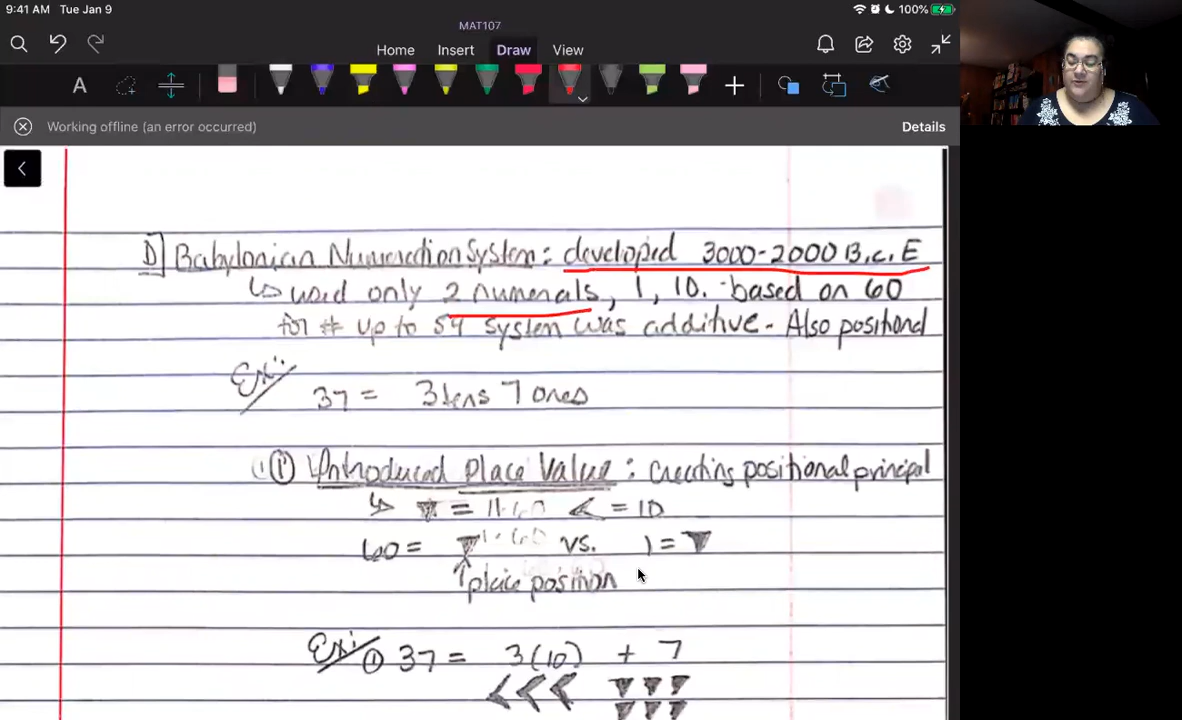 9:41 AM Tue Jan 9
100%
MAT107
Home Insert Draw View
Working offline (an error occurred)
Details
D] Babylonian Numeration System: developed 3000-2000 B.C.E
↳ used only 2 numerals, 1, 10. based on 60
for # up to 59 system was additive - Also positional
Ex:
37 = 3 tens 7 ones
① Introduced Place Value: creating positional principal
↳ ▼ = < = 10
60 = ▼ vs. 1 = ▼
↑ place position
Ex: ① 37 = 3(10) + 7
<<< ▼▼▼
▼▼▼